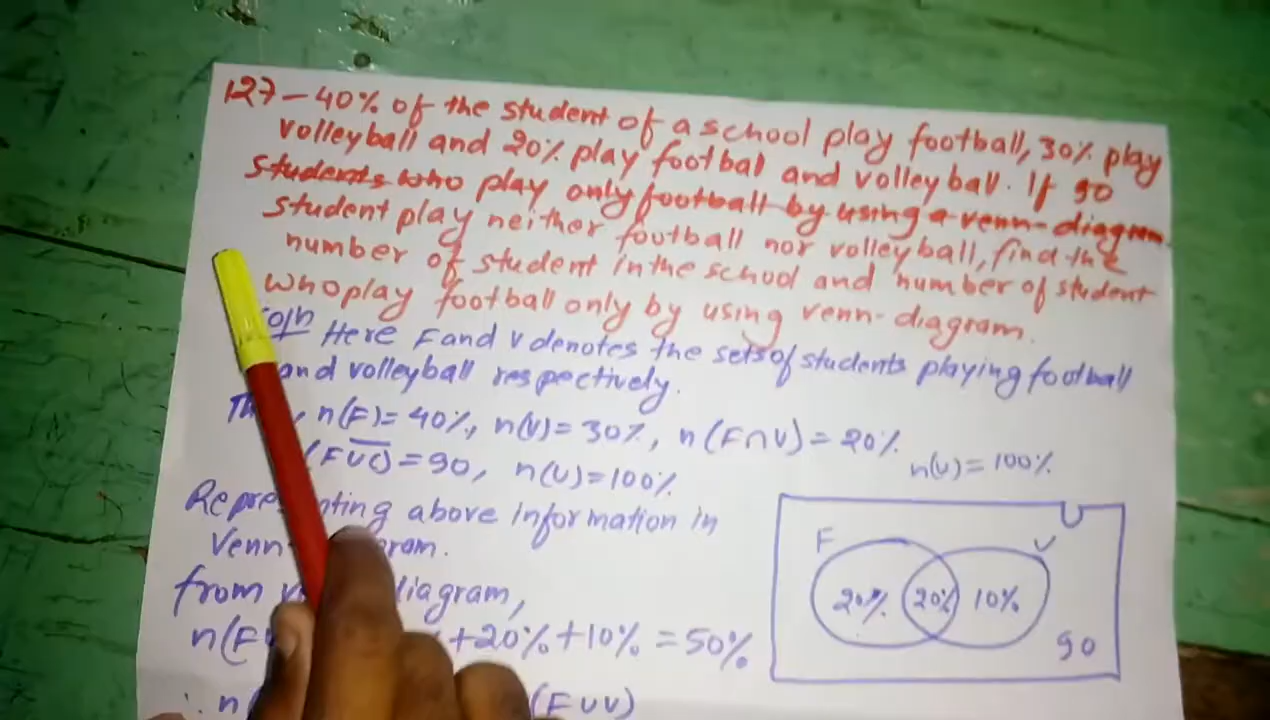 127 - 40% of the student of a school play football, 30% play
volleyball and 20% play footbal and volleyball. If 90
students who play only football by using a venn-diagram
student play neither football nor volleyball, find the
number of student in the school and number of student
who play football only by using venn-diagram.
Soln Here F and V denotes the sets of students playing football
and volleyball respectively.
n(F) = 40%, n(V) = 30%, n(F∩V) = 20%.
= 90, n(U) = 100%
n(U) = 100%
Representing above information in
Venn diagram.
from diagram,
+20% + 10% = 50%
(F∪V)
F
V
U
20%
20%
10%
90